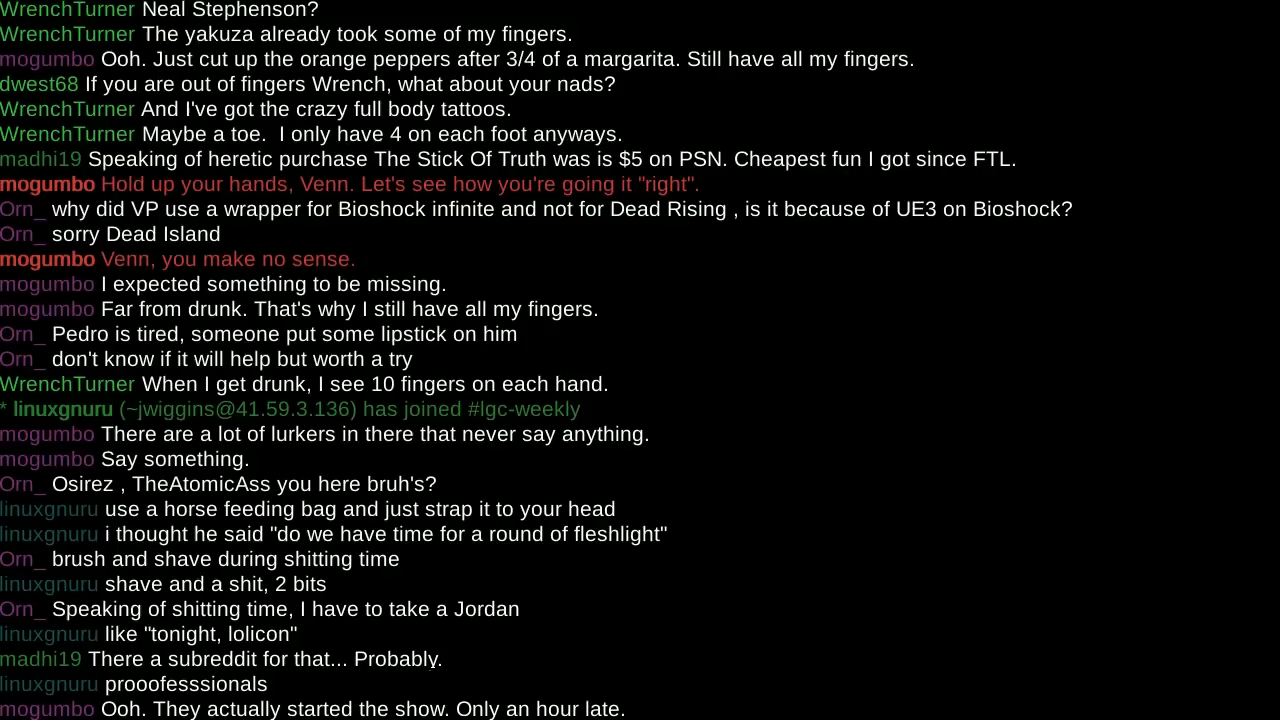 WrenchTurner Neal Stephenson?
WrenchTurner The yakuza already took some of my fingers.
mogumbo Ooh. Just cut up the orange peppers after 3/4 of a margarita. Still have all my fingers.
dwest68 If you are out of fingers Wrench, what about your nads?
WrenchTurner And I've got the crazy full body tattoos.
WrenchTurner Maybe a toe.  I only have 4 on each foot anyways.
madhi19 Speaking of heretic purchase The Stick Of Truth was is $5 on PSN. Cheapest fun I got since FTL.
mogumbo Hold up your hands, Venn. Let's see how you're going it "right".
Orn_ why did VP use a wrapper for Bioshock infinite and not for Dead Rising , is it because of UE3 on Bioshock?
Orn_ sorry Dead Island
mogumbo Venn, you make no sense.
mogumbo I expected something to be missing.
mogumbo Far from drunk. That's why I still have all my fingers.
Orn_ Pedro is tired, someone put some lipstick on him
Orn_ don't know if it will help but worth a try
WrenchTurner When I get drunk, I see 10 fingers on each hand.
* linuxgnuru (~jwiggins@41.59.3.136) has joined #lgc-weekly
mogumbo There are a lot of lurkers in there that never say anything.
mogumbo Say something.
Orn_ Osirez , TheAtomicAss you here bruh's?
linuxgnuru use a horse feeding bag and just strap it to your head
linuxgnuru i thought he said "do we have time for a round of fleshlight"
Orn_ brush and shave during shitting time
linuxgnuru shave and a shit, 2 bits
Orn_ Speaking of shitting time, I have to take a Jordan
linuxgnuru like "tonight, lolicon"
madhi19 There a subreddit for that... Probably.
linuxgnuru prooofesssionals
mogumbo Ooh. They actually started the show. Only an hour late.